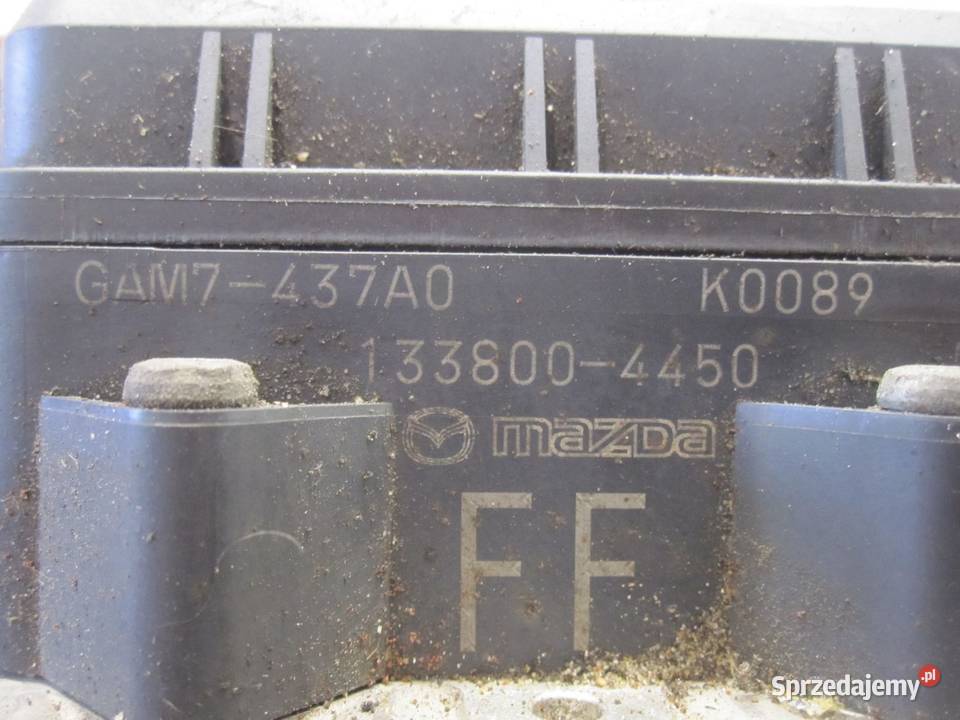 GAM7-437A0 K0089
133800-4450
mazda
FF
Sprzedajemy.pl